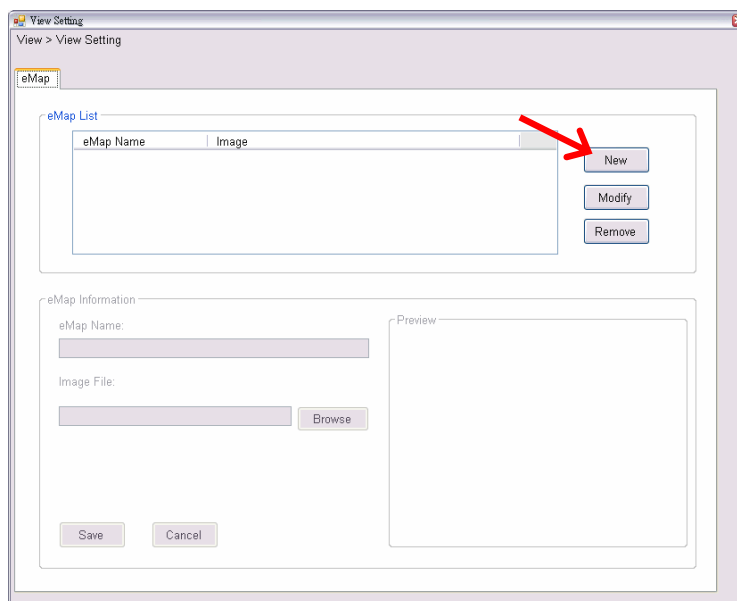 View Setting
View > View Setting
eMap
eMap List
eMap Name Image
New
Modify
Remove
eMap Information
eMap Name:
Preview
Image File:
Browse
Save Cancel